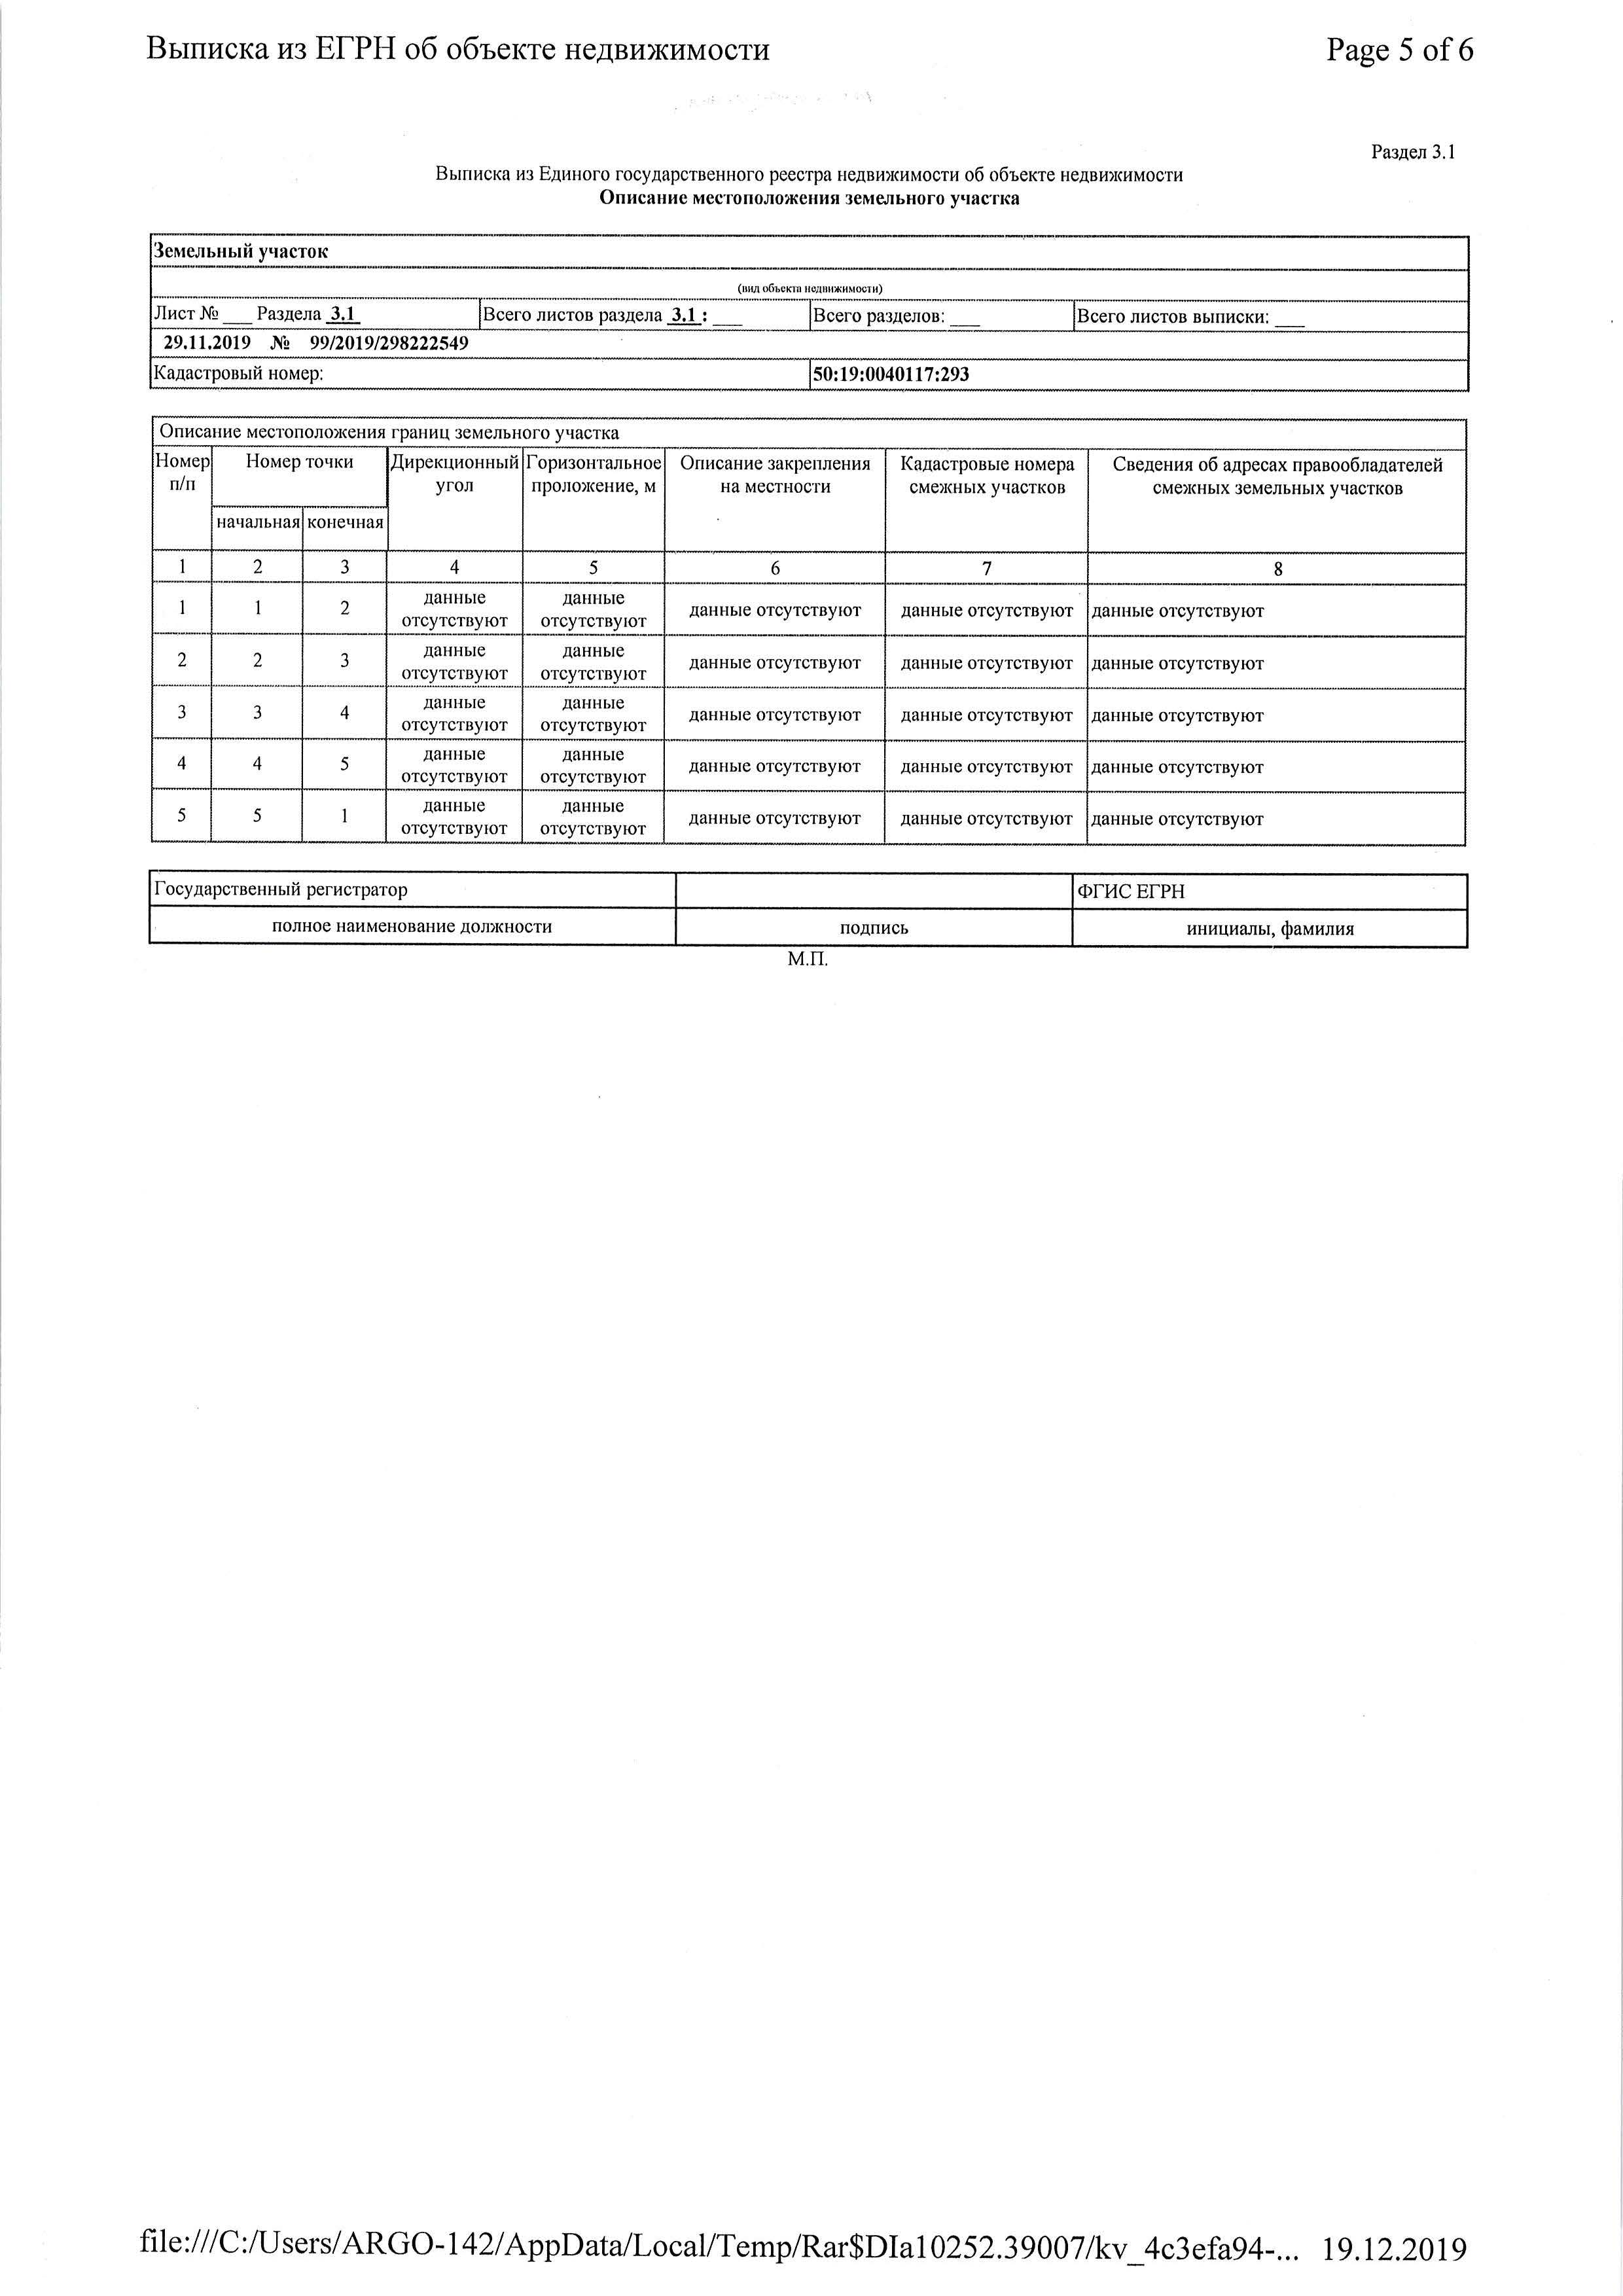 Выписка из ЕГРН об объекте недвижимости Page 5 of 6
Раздел 3.1
Выписка из Единого государственного реестра недвижимости об объекте недвижимости
Описание местоположения земельного участка
Земельный участок
(вид объекта недвижимости)
Лист № ___ Раздела 3.1 Всего листов раздела 3.1 : ___ Всего разделов: ___ Всего листов выписки: ___
29.11.2019 № 99/2019/298222549
Кадастровый номер: 50:19:0040117:293
Описание местоположения границ земельного участка
Номер Номер точки Дирекционный Горизонтальное Описание закрепления Кадастровые номера Сведения об адресах правообладателей
п/п угол проложение, м на местности смежных участков смежных земельных участков
начальная конечная
1 2 3 4 5 6 7 8
данные данные
1 1 2 отсутствуют отсутствуют данные отсутствуют данные отсутствуют данные отсутствуют
данные данные
2 2 3 отсутствуют отсутствуют данные отсутствуют данные отсутствуют данные отсутствуют
данные данные
3 3 4 отсутствуют отсутствуют данные отсутствуют данные отсутствуют данные отсутствуют
данные данные
4 4 5 отсутствуют отсутствуют данные отсутствуют данные отсутствуют данные отсутствуют
данные данные
5 5 1 отсутствуют отсутствуют данные отсутствуют данные отсутствуют данные отсутствуют
Государственный регистратор ФГИС ЕГРН
полное наименование должности подпись инициалы, фамилия
М.П.
file:///C:/Users/ARGO-142/AppData/Local/Temp/Rar$DIa10252.39007/kv_4c3efa94-... 19.12.2019